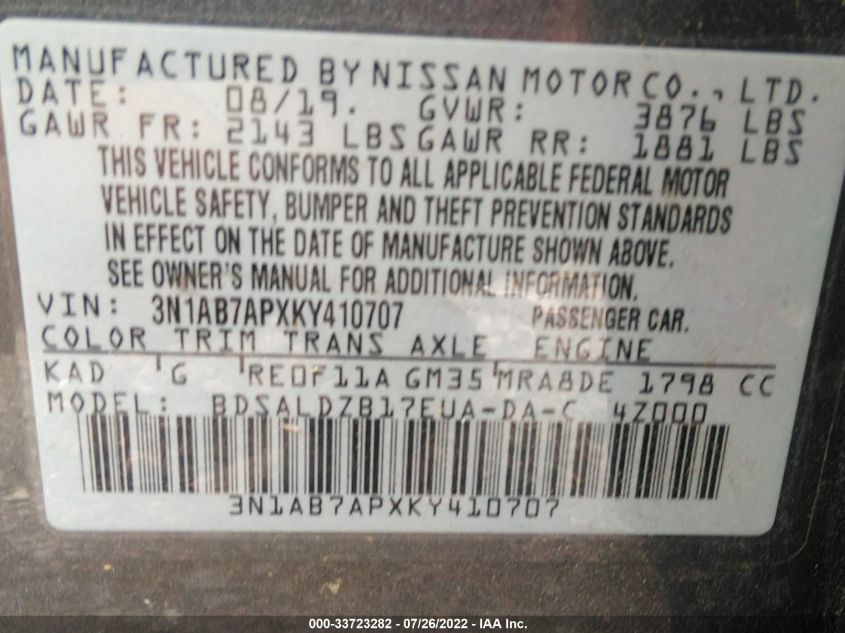 MANUFACTURED BY NISSAN MOTOR CO., LTD.
DATE: 08/19. GVWR: 3876 LBS
GAWR FR: 2143 LBS GAWR RR: 1881 LBS
THIS VEHICLE CONFORMS TO ALL APPLICABLE FEDERAL MOTOR
VEHICLE SAFETY, BUMPER AND THEFT PREVENTION STANDARDS
IN EFFECT ON THE DATE OF MANUFACTURE SHOWN ABOVE.
SEE OWNER'S MANUAL FOR ADDITIONAL INFORMATION.
VIN: 3N1AB7APXKY410707 PASSENGER CAR.
COLOR TRIM TRANS AXLE ENGINE
KAD G RE0F11A GM35 MRA8DE 1798 CC
MODEL: BDSALDZB17EUA-DA-C 4Z000
3N1AB7APXKY410707
000-33723282 - 07/26/2022 - IAA Inc.